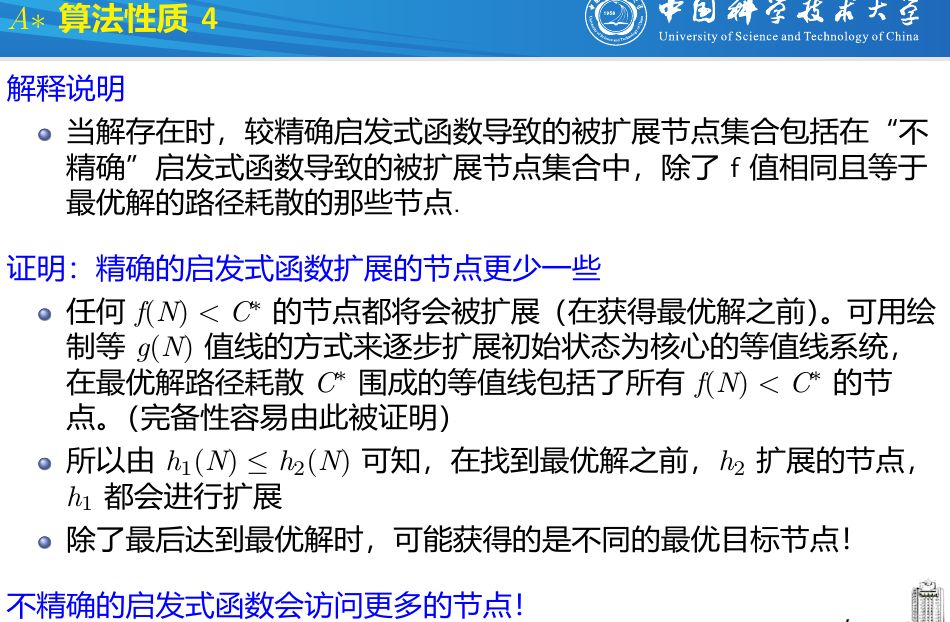 A* 算法性质 4
中国科学技术大学
University of Science and Technology of China
解释说明
当解存在时，较精确启发式函数导致的被扩展节点集合包括在“不
精确”启发式函数导致的被扩展节点集合中，除了 f 值相同且等于
最优解的路径耗散的那些节点.
证明：精确的启发式函数扩展的节点更少一些
任何 f(N) < C* 的节点都将会被扩展（在获得最优解之前）。可用绘
制等 g(N) 值线的方式来逐步扩展初始状态为核心的等值线系统，
在最优解路径耗散 C* 围成的等值线包括了所有 f(N) < C* 的节
点。（完备性容易由此被证明）
所以由 h₁(N) ≤ h₂(N) 可知，在找到最优解之前，h₂ 扩展的节点，
h₁ 都会进行扩展
除了最后达到最优解时，可能获得的是不同的最优目标节点！
不精确的启发式函数会访问更多的节点！